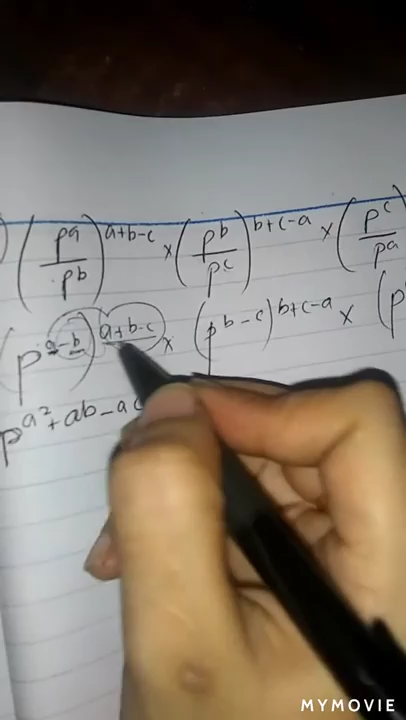 ) (p^a/p^b)^a+b-c × (p^b/p^c)^b+c-a × (p^c/p^a)
(p^a-b)^a+b-c × (p^b-c)^b+c-a × (p
p^a²+ab-ac
MYMOVIE